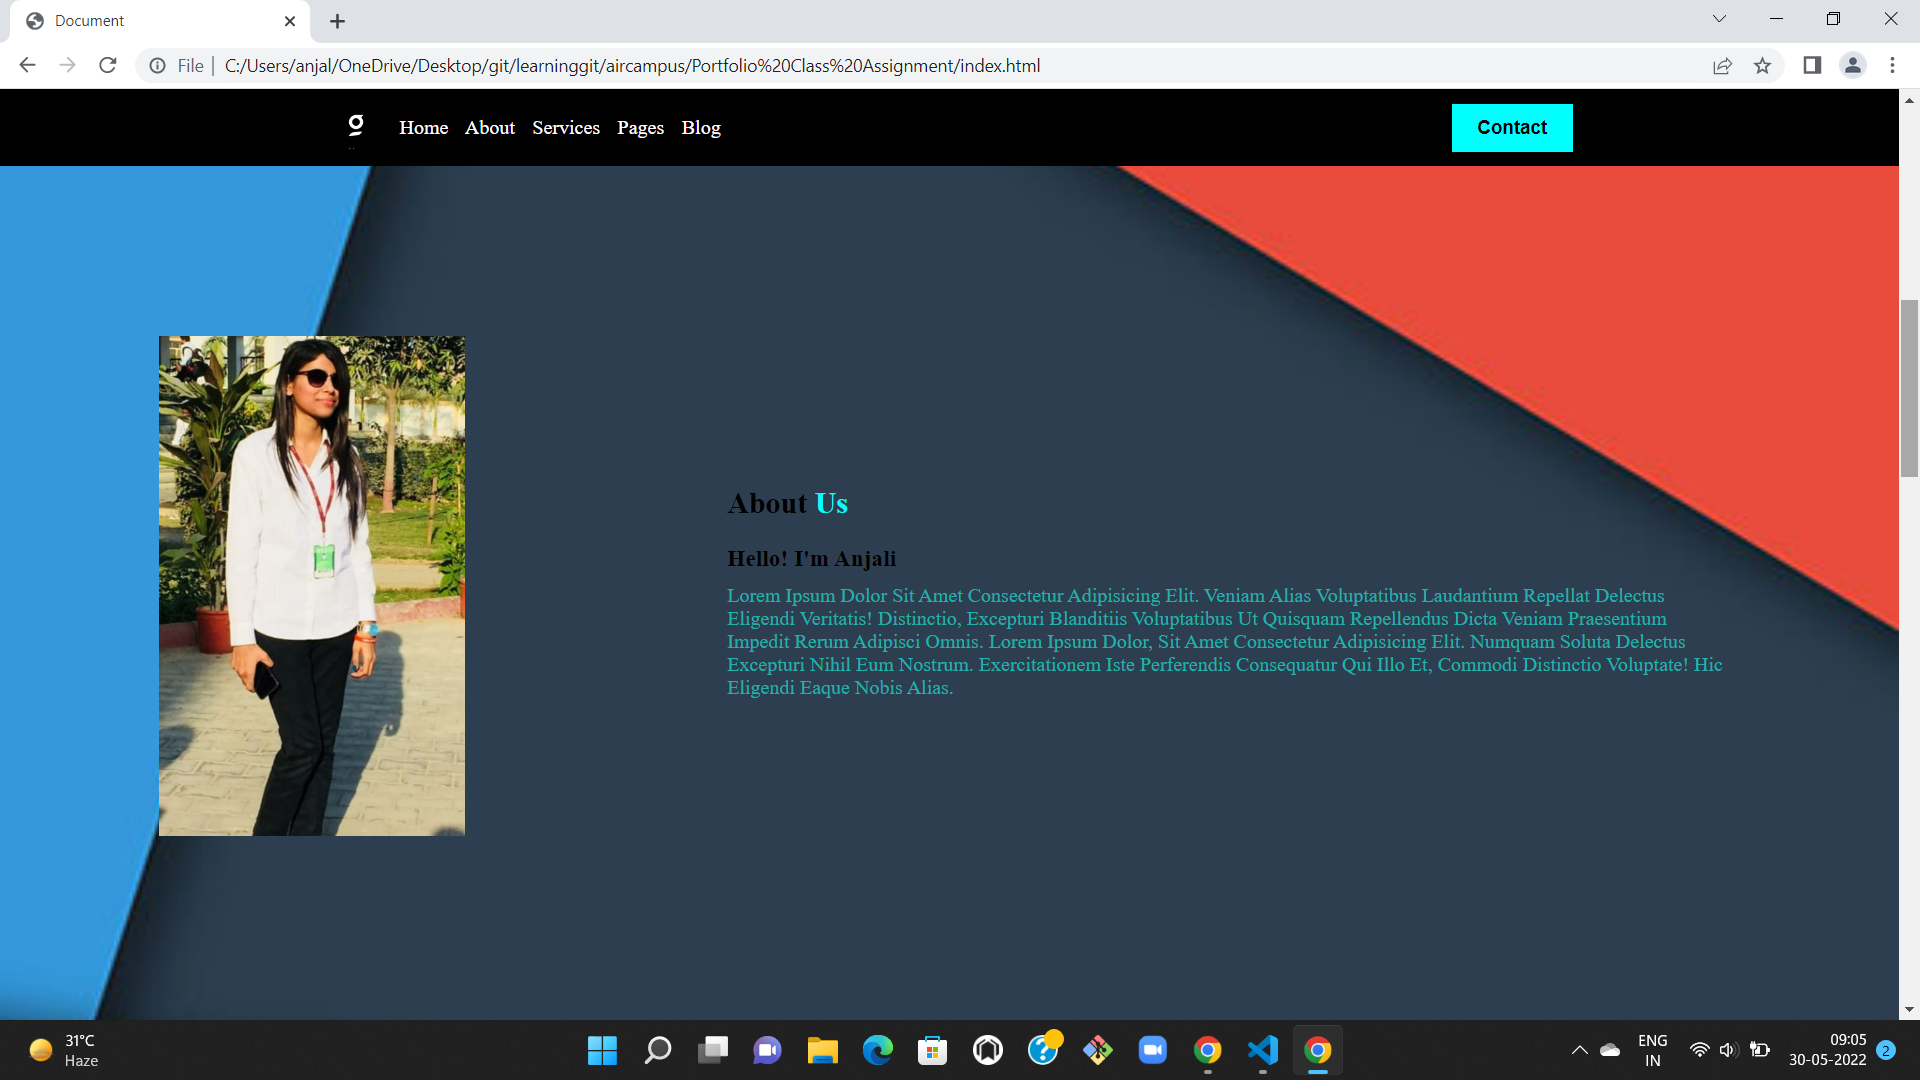 Document
File
C:/Users/anjal/OneDrive/Desktop/git/learninggit/aircampus/Portfolio%20Class%20Assignment/index.html
g Home About Services Pages Blog
Contact
About Us
Hello! I'm Anjali
Lorem Ipsum Dolor Sit Amet Consectetur Adipisicing Elit. Veniam Alias Voluptatibus Laudantium Repellat Delectus
Eligendi Veritatis! Distinctio, Excepturi Blanditiis Voluptatibus Ut Quisquam Repellendus Dicta Veniam Praesentium
Impedit Rerum Adipisci Omnis. Lorem Ipsum Dolor, Sit Amet Consectetur Adipisicing Elit. Numquam Soluta Delectus
Excepturi Nihil Eum Nostrum. Exercitationem Iste Perferendis Consequatur Qui Illo Et, Commodi Distinctio Voluptate! Hic
Eligendi Eaque Nobis Alias.
31°C
Haze
ENG
IN
09:05
30-05-2022
2